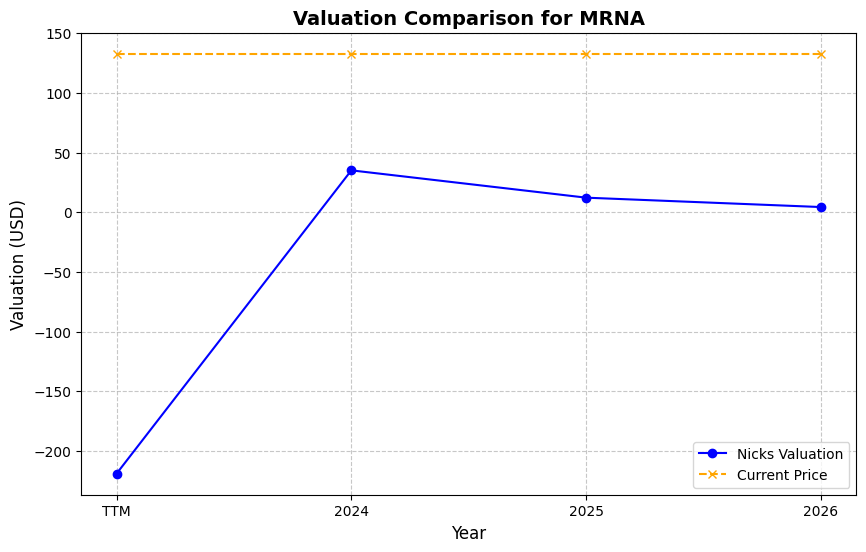 Valuation Comparison for MRNA
150
100
50
0
−50
−100
−150
−200
Valuation (USD)
TTM 2024 2025 2026
Year
Nicks Valuation
Current Price